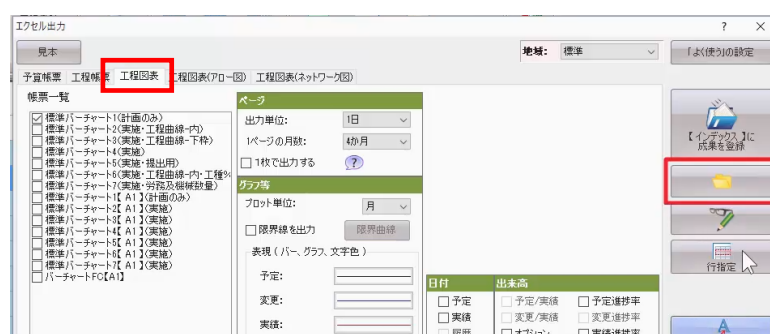 エクセル出力
? ×
見本
地域: 標準
「よく使う」の設定
予算帳票 工程帳票 工程図表 工程図表(アロー図) 工程図表(ネットワーク図)
帳票一覧
標準バーチャート1(計画のみ)
標準バーチャート2(実施・工程曲線-内)
標準バーチャート3(実施・工程曲線-下枠)
標準バーチャート4(実施)
標準バーチャート5(実施・提出用)
標準バーチャート6(実施・工程曲線-内・工種%
標準バーチャート7(実施・労務及機械数量)
標準バーチャート1【 A1 】(計画のみ)
標準バーチャート2【 A1 】(実施)
標準バーチャート3【 A1 】(実施)
標準バーチャート4【 A1 】(実施)
標準バーチャート5【 A1 】(実施)
標準バーチャート6【 A1 】(実施)
標準バーチャート7【 A1 】(実施)
バーチャートFC【A1】
ページ
出力単位: 1日
1ページの月数: 4か月
1枚で出力する ?
グラフ等
プロット単位: 月
限界線を出力 限界曲線
表現 ( バー、グラフ、文字色 )
予定:
変更:
実績:
日付
予定
実績
履歴
出来高
予定/実績 予定進捗率
変更/実績 変更進捗率
オプション 実績進捗率
【インデックス】に
成果を登録
行指定
A